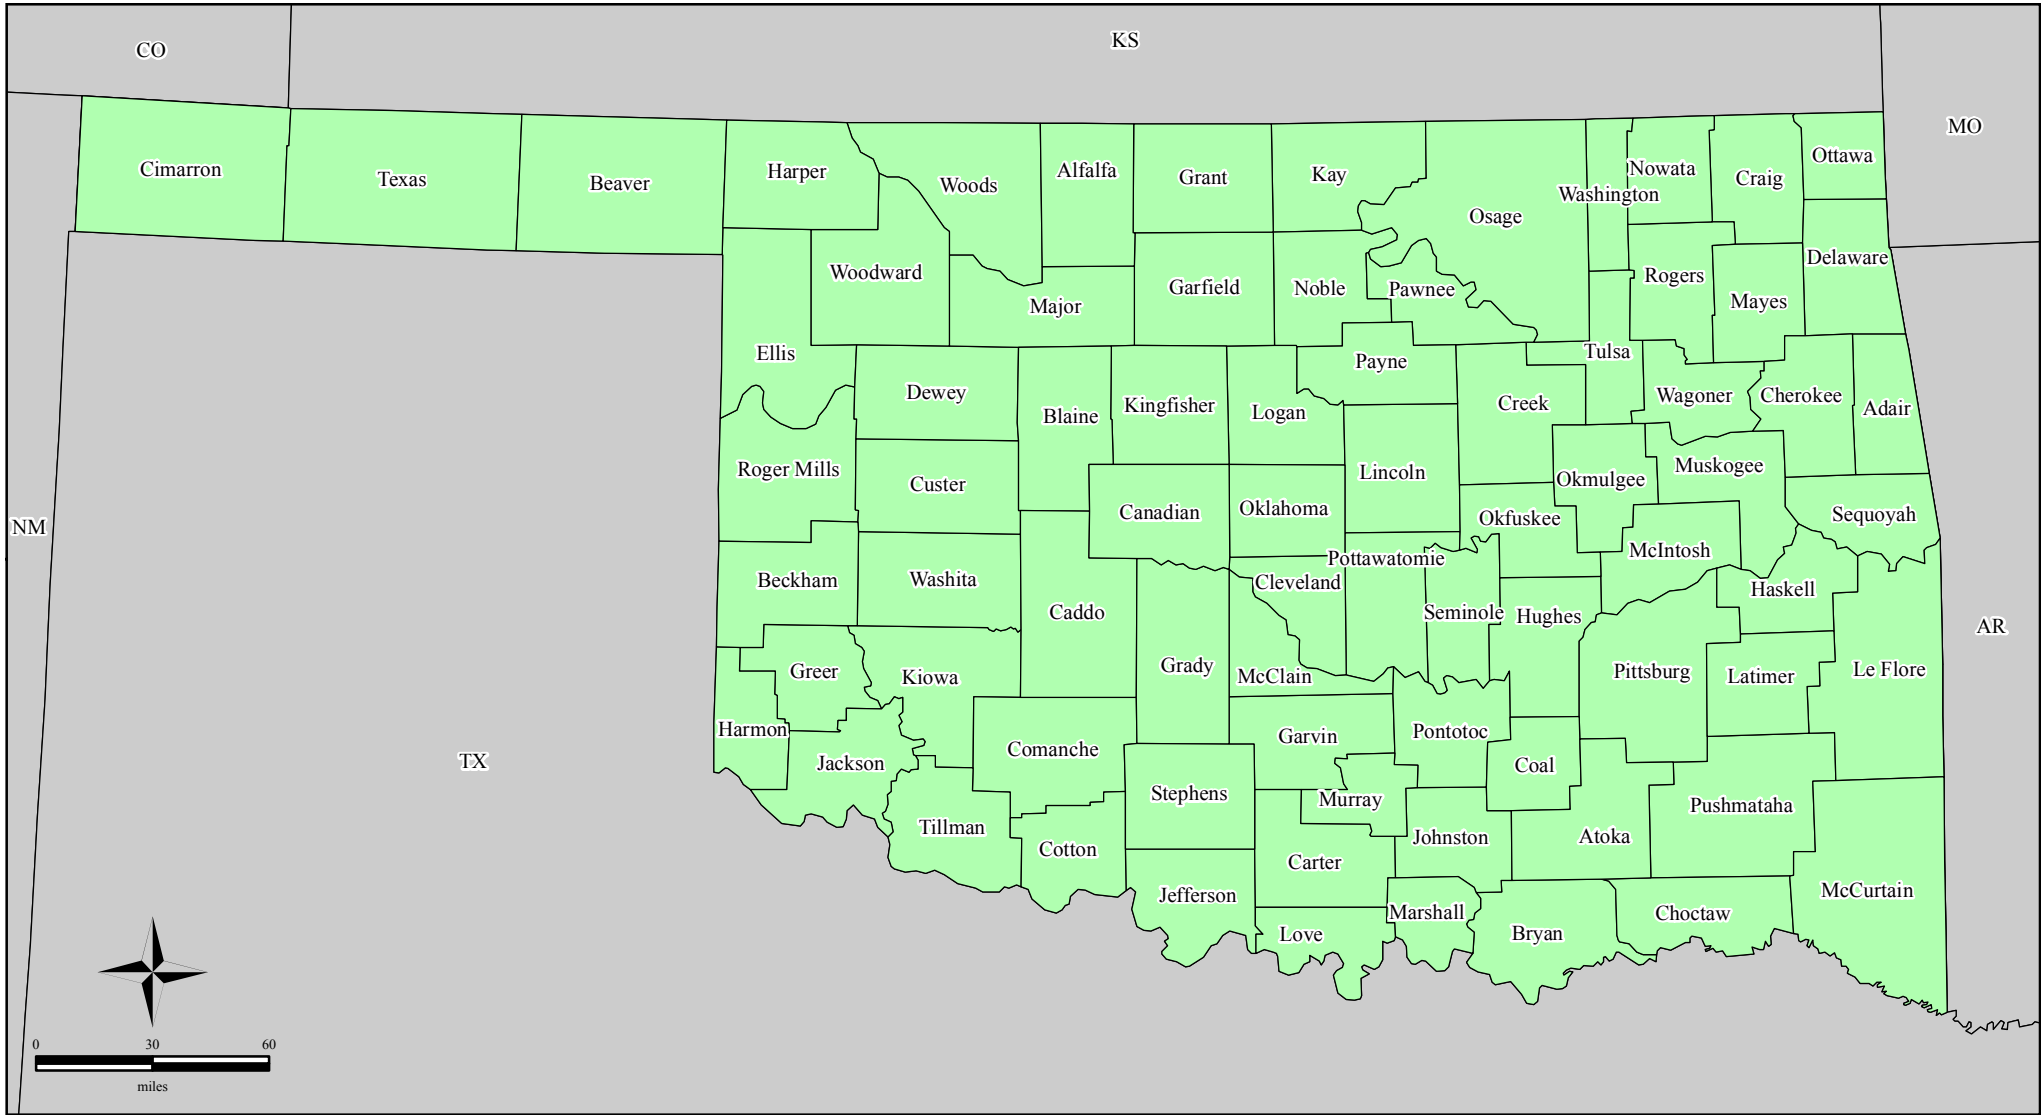 CO
KS
MO
Cimarron
Texas
Beaver
Harper
Woods
Alfalfa
Grant
Kay
Osage
Washington
Nowata
Craig
Ottawa
Woodward
Major
Garfield
Noble
Pawnee
Rogers
Mayes
Delaware
Ellis
Dewey
Blaine
Kingfisher
Logan
Payne
Creek
Tulsa
Wagoner
Cherokee
Adair
Roger Mills
Custer
Canadian
Oklahoma
Lincoln
Okmulgee
Muskogee
Sequoyah
Okfuskee
McIntosh
NM
Beckham
Washita
Caddo
Cleveland
Pottawatomie
Seminole
Hughes
Haskell
AR
Greer
Kiowa
Grady
McClain
Pittsburg
Latimer
Le Flore
Harmon
Jackson
Comanche
Garvin
Pontotoc
Coal
TX
Stephens
Murray
Pushmataha
Tillman
Cotton
Carter
Johnston
Atoka
McCurtain
Jefferson
Love
Marshall
Bryan
Choctaw
0 30 60
miles